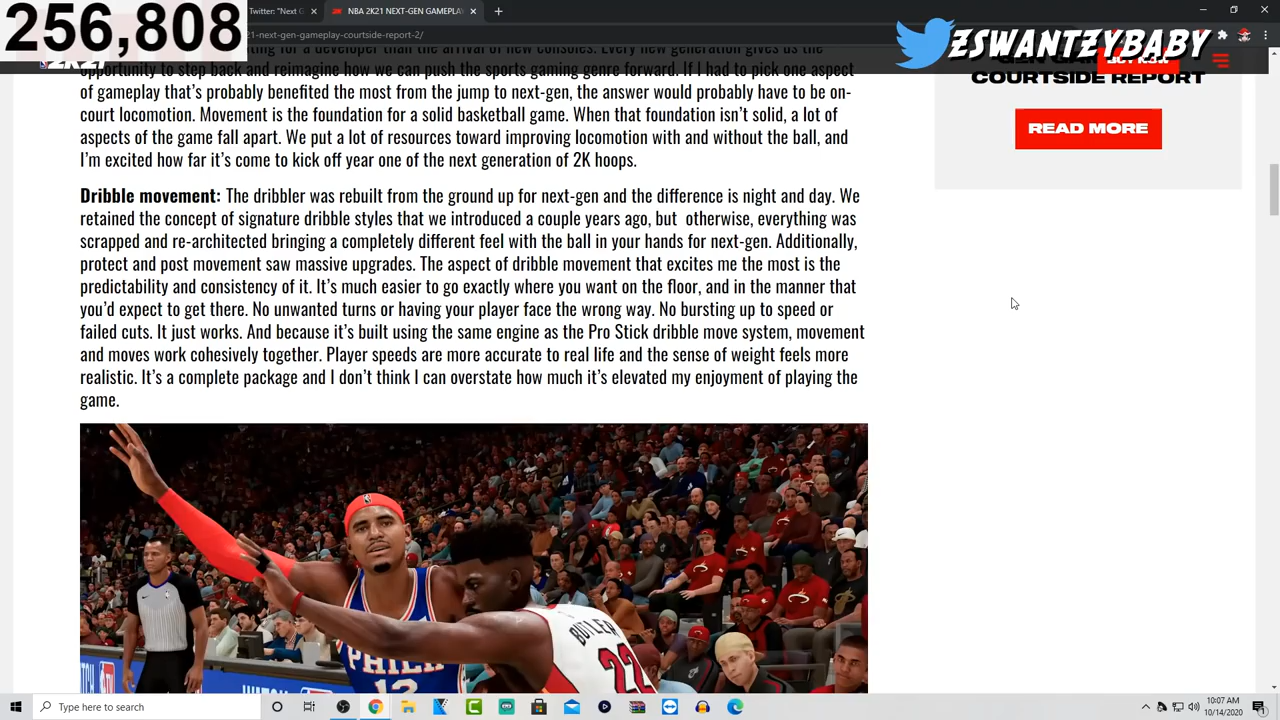 256,808
Twitter: "Next G
NBA 2K21 NEXT-GEN GAMEPLAY
ZSWANTZYBABY
21-next-gen-gameplay-courtside-report-2/
opportunity to step back and reimagine how we can push the sports gaming genre forward. If I had to pick one aspect
of gameplay that's probably benefited the most from the jump to next-gen, the answer would probably have to be on-
court locomotion. Movement is the foundation for a solid basketball game. When that foundation isn't solid, a lot of
aspects of the game fall apart. We put a lot of resources toward improving locomotion with and without the ball, and
I'm excited how far it's come to kick off year one of the next generation of 2K hoops.
BUY NOW
COURTSIDE REPORT
READ MORE
Dribble movement: The dribbler was rebuilt from the ground up for next-gen and the difference is night and day. We
retained the concept of signature dribble styles that we introduced a couple years ago, but otherwise, everything was
scrapped and re-architected bringing a completely different feel with the ball in your hands for next-gen. Additionally,
protect and post movement saw massive upgrades. The aspect of dribble movement that excites me the most is the
predictability and consistency of it. It's much easier to go exactly where you want on the floor, and in the manner that
you'd expect to get there. No unwanted turns or having your player face the wrong way. No bursting up to speed or
failed cuts. It just works. And because it's built using the same engine as the Pro Stick dribble move system, movement
and moves work cohesively together. Player speeds are more accurate to real life and the sense of weight feels more
realistic. It's a complete package and I don't think I can overstate how much it's elevated my enjoyment of playing the
game.
BUTLER
22
PHILA
12
Type here to search
10:07 AM
10/14/2020